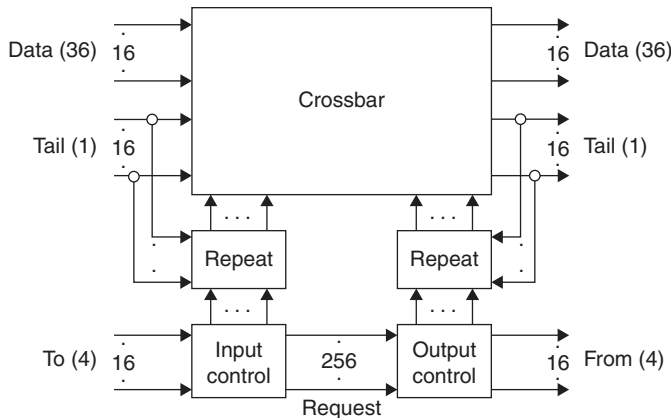 Data (36)
16
Crossbar
16
Data (36)
Tail (1)
16
16
Tail (1)
Repeat
Repeat
To (4)
16
Input
control
256
Request
Output
control
16
From (4)